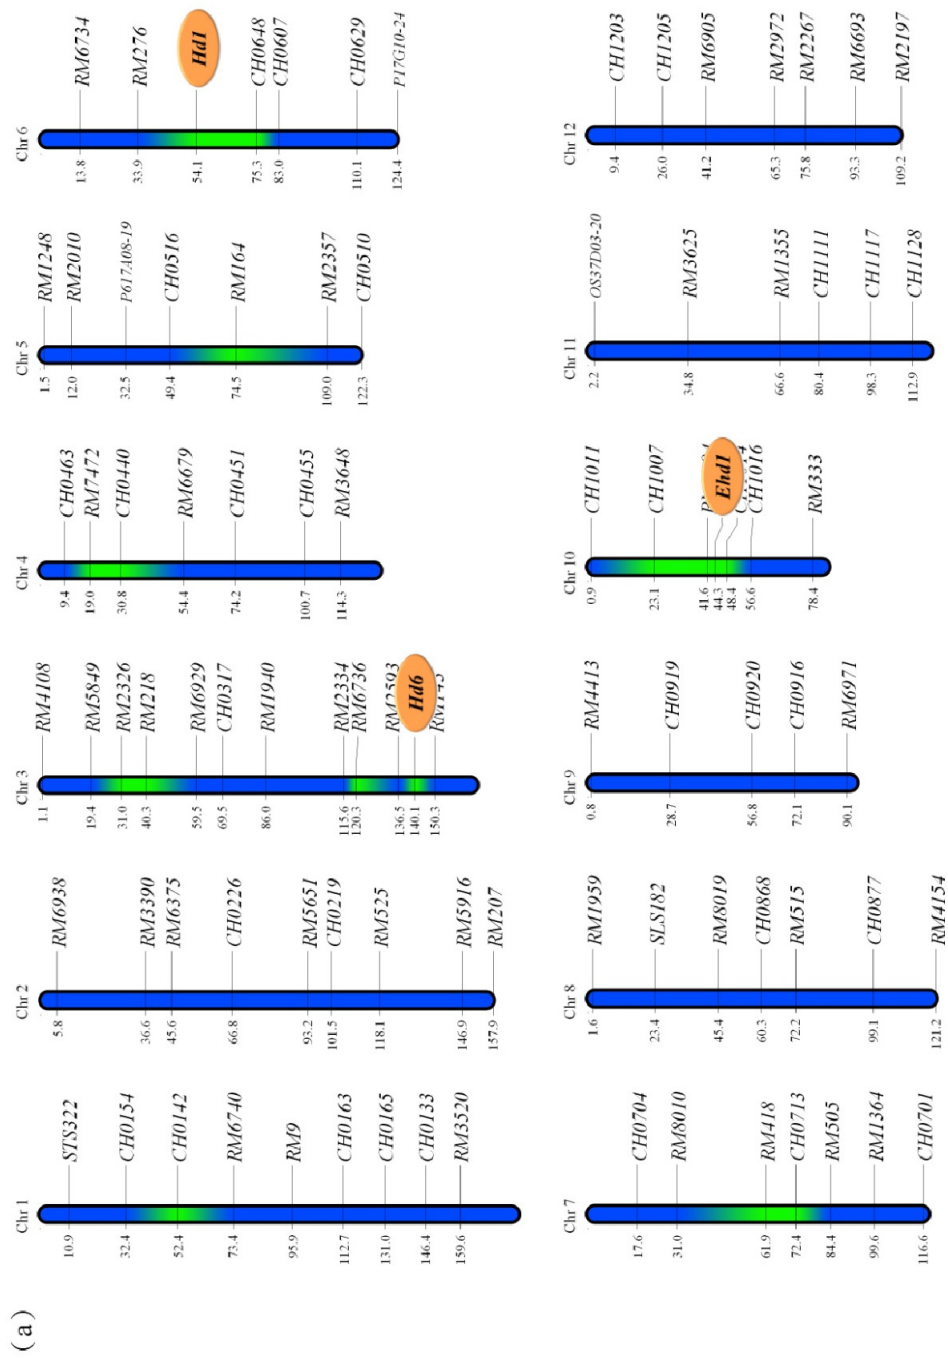 (a)
Chr 1
10.9 STS322
32.4 CH0154
52.4 CH0142
73.4 RM6740
95.9 RM9
112.7 CH0163
131.0 CH0165
146.4 CH0133
159.6 RM3520
Chr 2
5.8 RM6938
36.6 RM3390
45.6 RM6375
66.8 CH0226
93.2 RM5651
101.5 CH0219
118.1 RM525
146.9 RM5916
157.9 RM207
Chr 3
1.1 RM4108
19.4 RM5849
31.0 RM2326
40.3 RM218
59.5 RM6929
69.5 CH0317
86.0 RM1940
115.6 RM2334
120.3 RM6736
136.5
140.1 Hd6
150.3
Chr 4
9.4 CH0463
19.0 RM7472
30.8 CH0440
54.4 RM6679
74.2 CH0451
100.7 CH0455
114.3 RM3648
Chr 5
1.5 RM1248
12.0 RM2010
32.5 P617A08-19
49.4 CH0516
74.5 RM164
109.0 RM2357
122.3 CH0510
Chr 6
13.8 RM6734
33.9 RM276
54.1 Hd1
75.3 CH0648
83.0 CH0607
110.1 CH0629
124.4 P17G10-24
Chr 7
17.6 CH0704
31.0 RM8010
61.9 RM418
72.4 CH0713
84.4 RM505
99.6 RM1364
116.6 CH0701
Chr 8
1.6 RM1959
23.4 SLS182
45.4 RM8019
60.3 CH0868
72.2 RM515
99.1 CH0877
121.2 RM4154
Chr 9
0.8 RM4413
28.7 CH0919
56.8 CH0920
72.1 CH0916
90.1 RM6971
Chr 10
0.9 CH1011
23.1 CH1007
41.6
44.3 Ehd1
48.4
56.6 CH1016
78.4 RM333
Chr 11
2.2 OS37D03-20
34.8 RM3625
66.6 RM1355
80.4 CH1111
98.3 CH1117
112.9 CH1128
Chr 12
9.4 CH1203
26.0 CH1205
41.2 RM6905
65.3 RM2972
75.8 RM2267
93.3 RM6693
109.2 RM2197